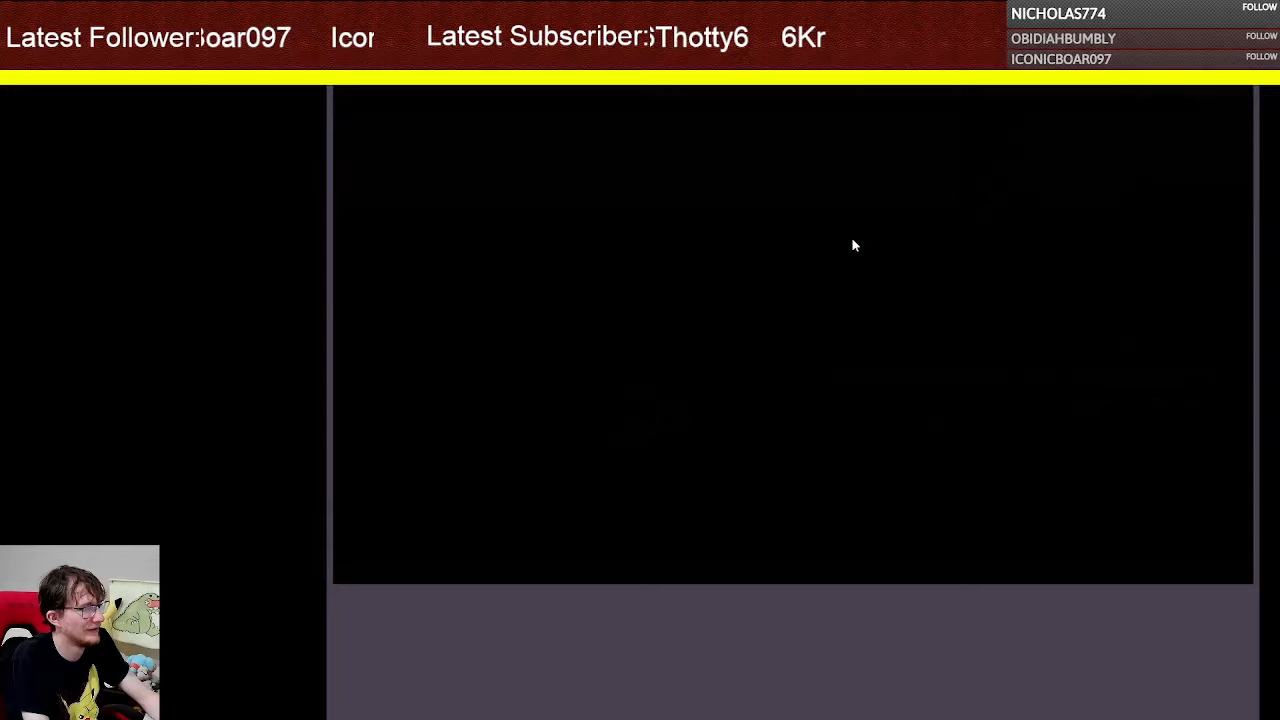 Latest Follower: oar097 Icor
Latest Subscriber: Thotty6 6Kr
NICHOLAS774 FOLLOW
OBIDIAHBUMBLY FOLLOW
ICONICBOAR097 FOLLOW